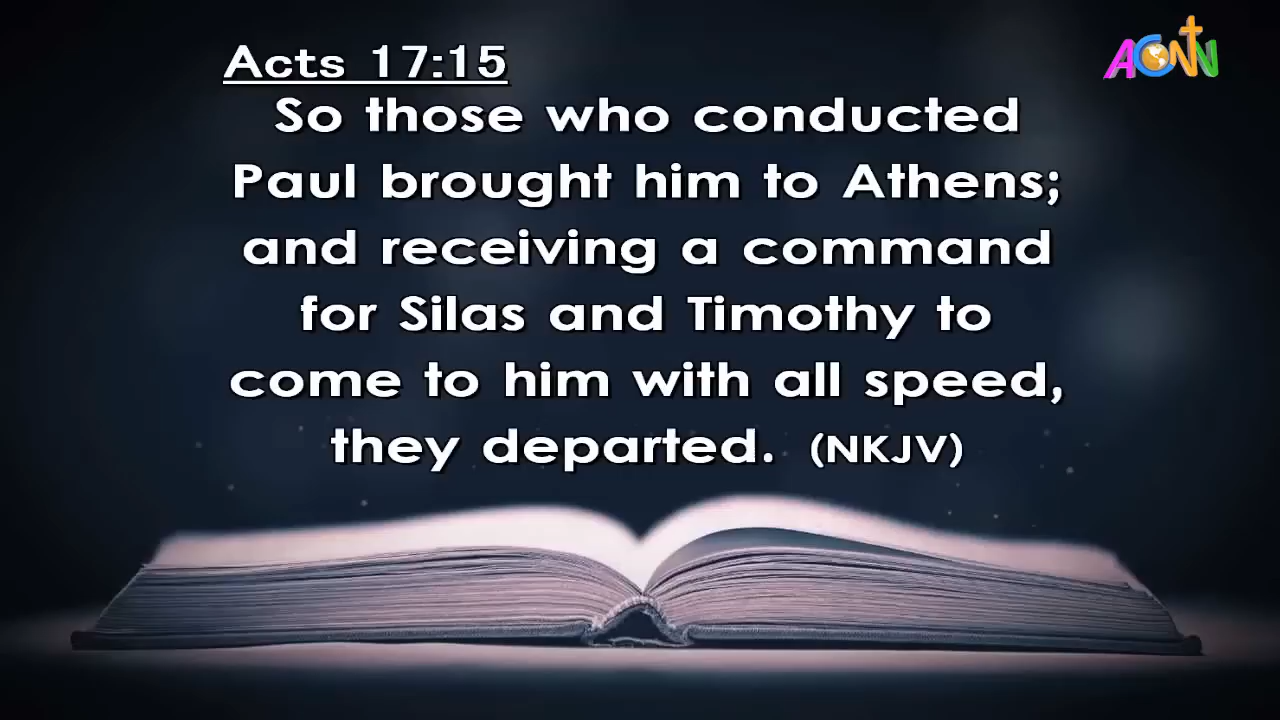 Acts 17:15
ACNN
So those who conducted
Paul brought him to Athens;
and receiving a command
for Silas and Timothy to
come to him with all speed,
they departed. (NKJV)